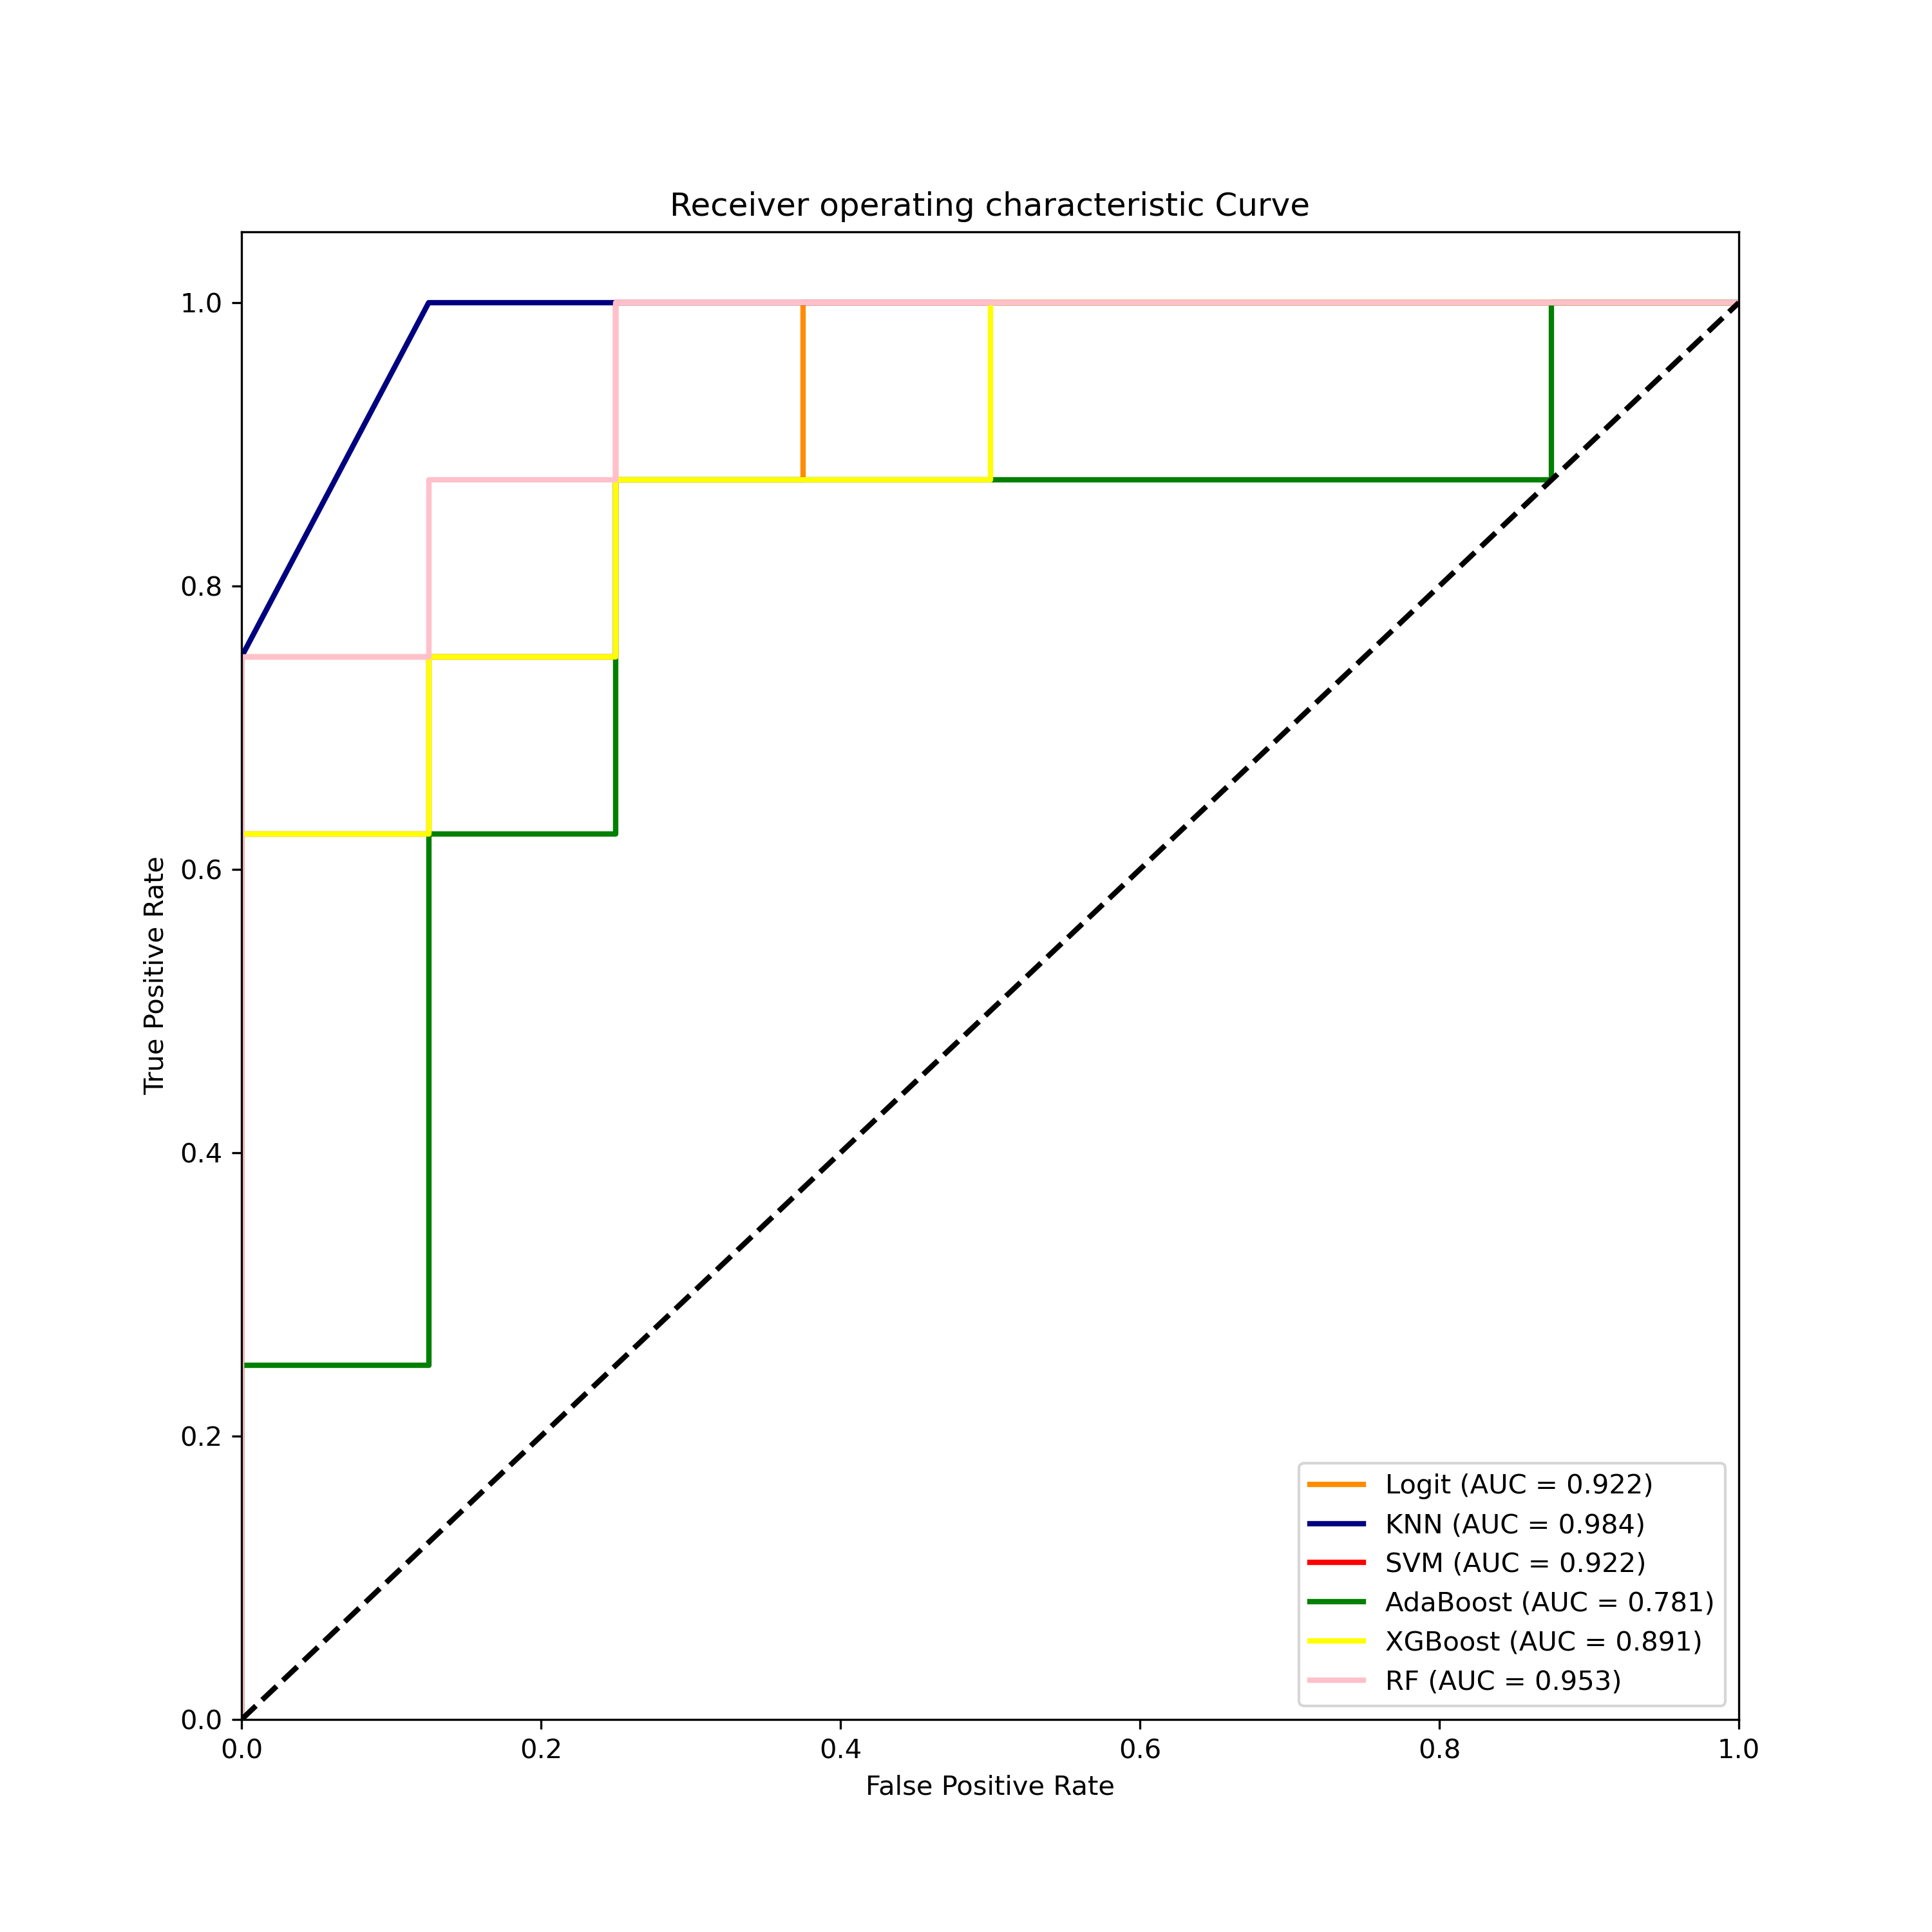 Receiver operating characteristic Curve
1.0
0.8
0.6
0.4
0.2
0.0
True Positive Rate
Logit (AUC = 0.922)
KNN (AUC = 0.984)
SVM (AUC = 0.922)
AdaBoost (AUC = 0.781)
XGBoost (AUC = 0.891)
RF (AUC = 0.953)
0.0 0.2 0.4 0.6 0.8 1.0
False Positive Rate